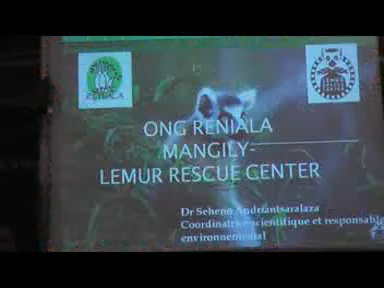 RENIALA
ONG RENIALA
MANGILY-
LEMUR RESCUE CENTER
Dr Seheno Andriantsaralaza
Coordinatrice scientifique et responsable
environnemental